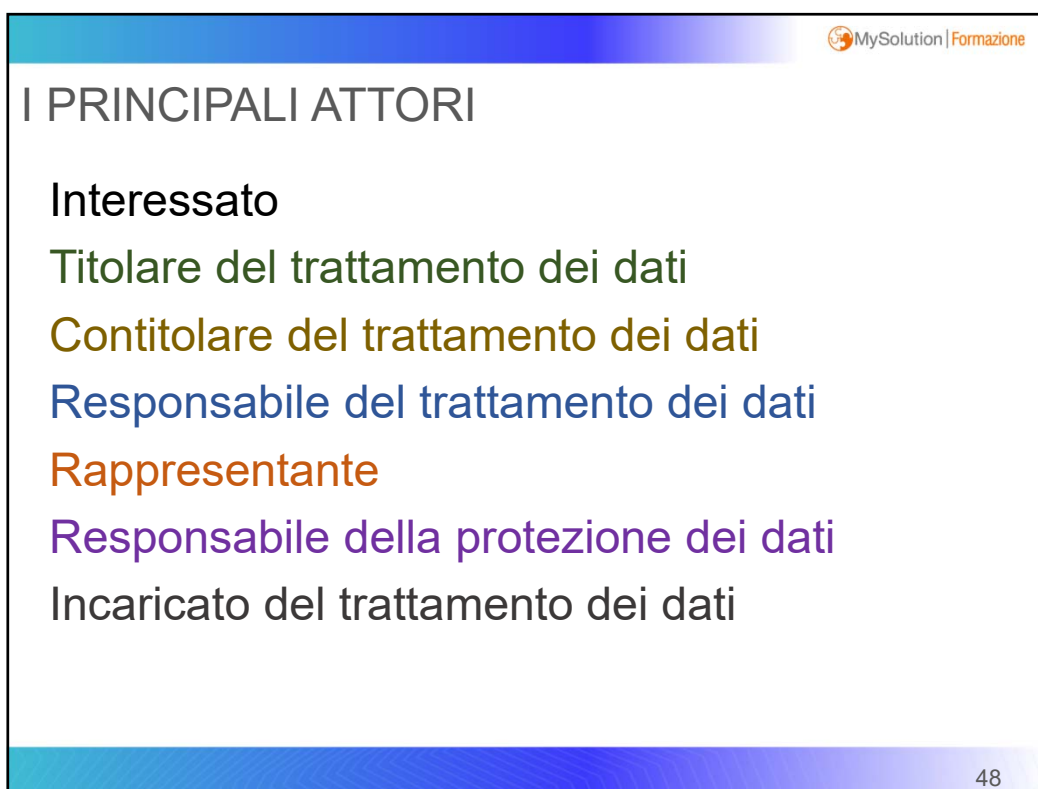 MySolution | Formazione
I PRINCIPALI ATTORI
Interessato
Titolare del trattamento dei dati
Contitolare del trattamento dei dati
Responsabile del trattamento dei dati
Rappresentante
Responsabile della protezione dei dati
Incaricato del trattamento dei dati
48